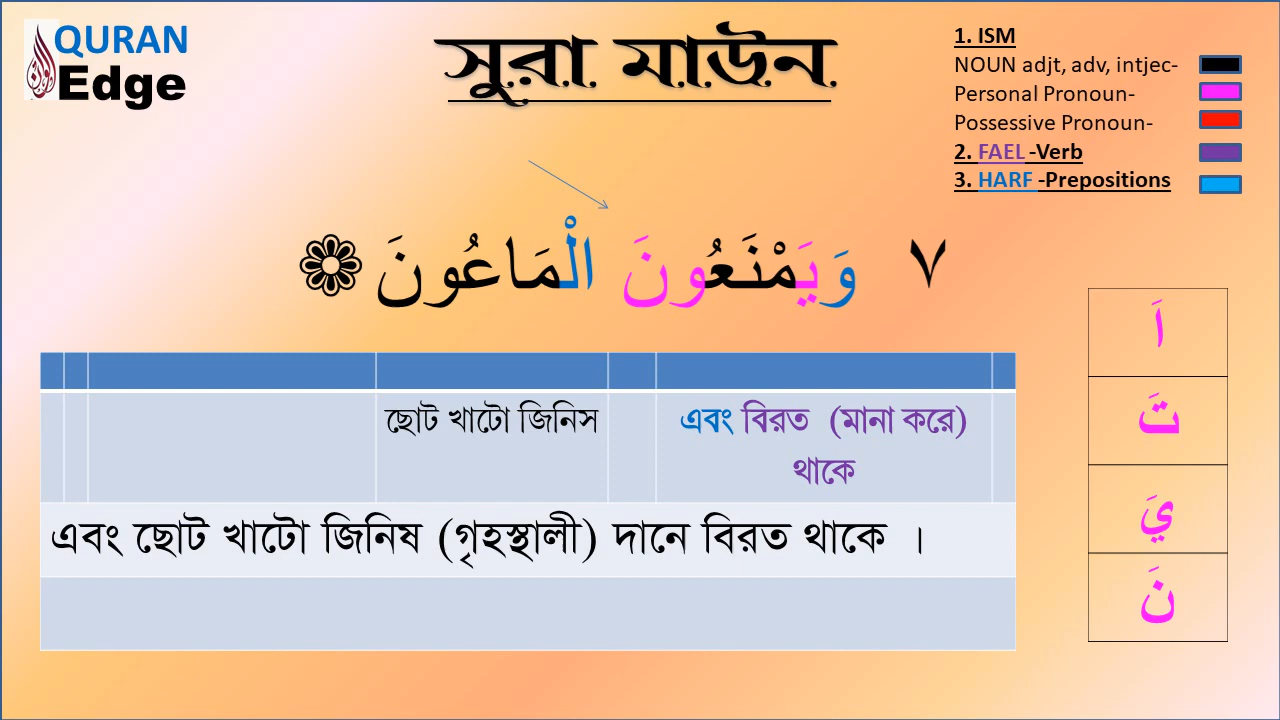 QURAN
Edge
সুরা মাউন
1. ISM
NOUN adjt, adv, intjec-
Personal Pronoun-
Possessive Pronoun-
2. FAEL -Verb
3. HARF -Prepositions
٧ وَيَمْنَعُونَ الْمَاعُونَ
ছোট খাটো জিনিস
এবং বিরত (মানা করে)
থাকে
এবং ছোট খাটো জিনিষ (গৃহস্থালী) দানে বিরত থাকে ।
اَ
تَ
يَ
نَ